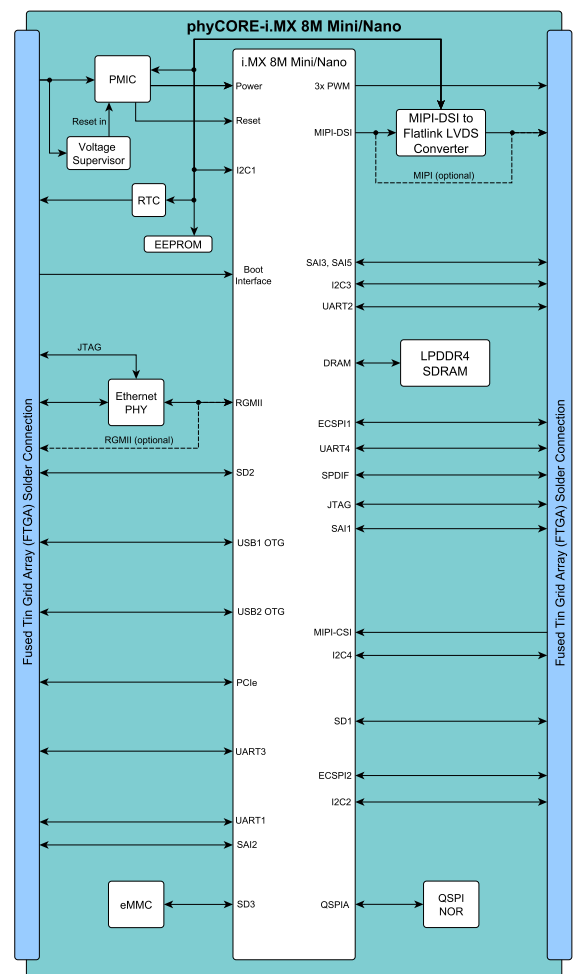 phyCORE-i.MX 8M Mini/Nano
i.MX 8M Mini/Nano
PMIC
Power
3x PWM
Reset in
Reset
MIPI-DSI to
Flatlink LVDS
Converter
MIPI-DSI
Voltage
Supervisor
I2C1
MIPI (optional)
RTC
EEPROM
SAI3, SAI5
Boot
Interface
I2C3
UART2
JTAG
DRAM
LPDDR4
SDRAM
Ethernet
PHY
RGMII
ECSPI1
RGMII (optional)
UART4
SD2
SPDIF
JTAG
SAI1
USB1 OTG
USB2 OTG
MIPI-CSI
I2C4
PCIe
SD1
UART3
ECSPI2
I2C2
UART1
SAI2
eMMC
SD3
QSPIA
QSPI
NOR
Fused Tin Grid Array (FTGA) Solder Connection
Fused Tin Grid Array (FTGA) Solder Connection